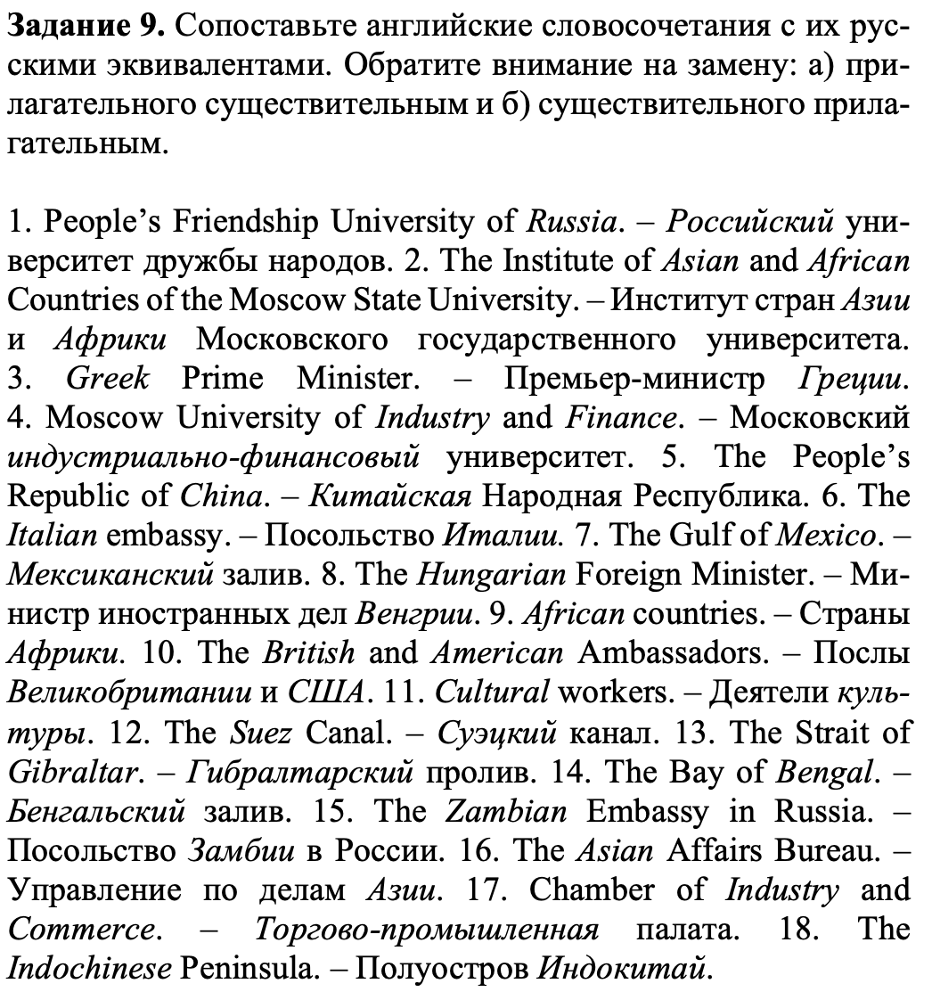 Задание 9. Сопоставьте английские словосочетания с их рус-
скими эквивалентами. Обратите внимание на замену: а) при-
лагательного существительным и б) существительного прила-
гательным.
1. People’s Friendship University of Russia. – Российский уни-
верситет дружбы народов. 2. The Institute of Asian and African
Countries of the Moscow State University. – Институт стран Азии
и Африки Московского государственного университета.
3. Greek Prime Minister. – Премьер-министр Греции.
4. Moscow University of Industry and Finance. – Московский
индустриально-финансовый университет. 5. The People’s
Republic of China. – Китайская Народная Республика. 6. The
Italian embassy. – Посольство Италии. 7. The Gulf of Mexico. –
Мексиканский залив. 8. The Hungarian Foreign Minister. – Ми-
нистр иностранных дел Венгрии. 9. African countries. – Страны
Африки. 10. The British and American Ambassadors. – Послы
Великобритании и США. 11. Cultural workers. – Деятели куль-
туры. 12. The Suez Canal. – Суэцкий канал. 13. The Strait of
Gibraltar. – Гибралтарский пролив. 14. The Bay of Bengal. –
Бенгальский залив. 15. The Zambian Embassy in Russia. –
Посольство Замбии в России. 16. The Asian Affairs Bureau. –
Управление по делам Азии. 17. Chamber of Industry and
Commerce. – Торгово-промышленная палата. 18. The
Indochinese Peninsula. – Полуостров Индокитай.